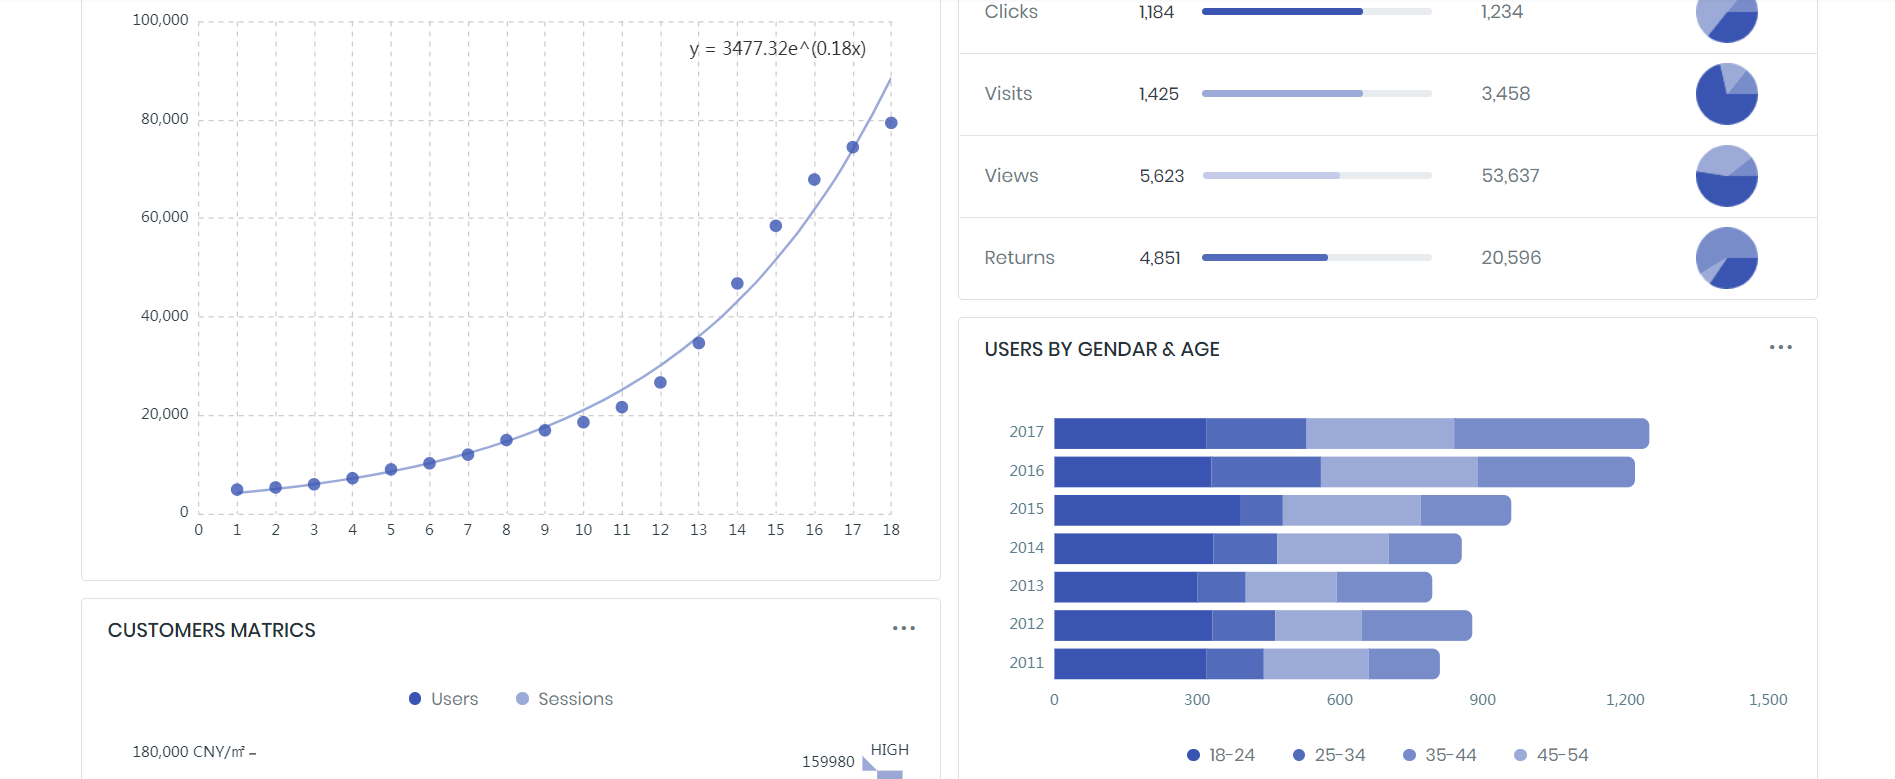 100,000
y = 3477.32e^(0.18x)
80,000
60,000
40,000
20,000
0
0 1 2 3 4 5 6 7 8 9 10 11 12 13 14 15 16 17 18
CUSTOMERS MATRICS
Users Sessions
180,000 CNY/㎡
HIGH
159980
Clicks 1,184 1,234
Visits 1,425 3,458
Views 5,623 53,637
Returns 4,851 20,596
USERS BY GENDAR & AGE
2017
2016
2015
2014
2013
2012
2011
0 300 600 900 1,200 1,500
18-24 25-34 35-44 45-54